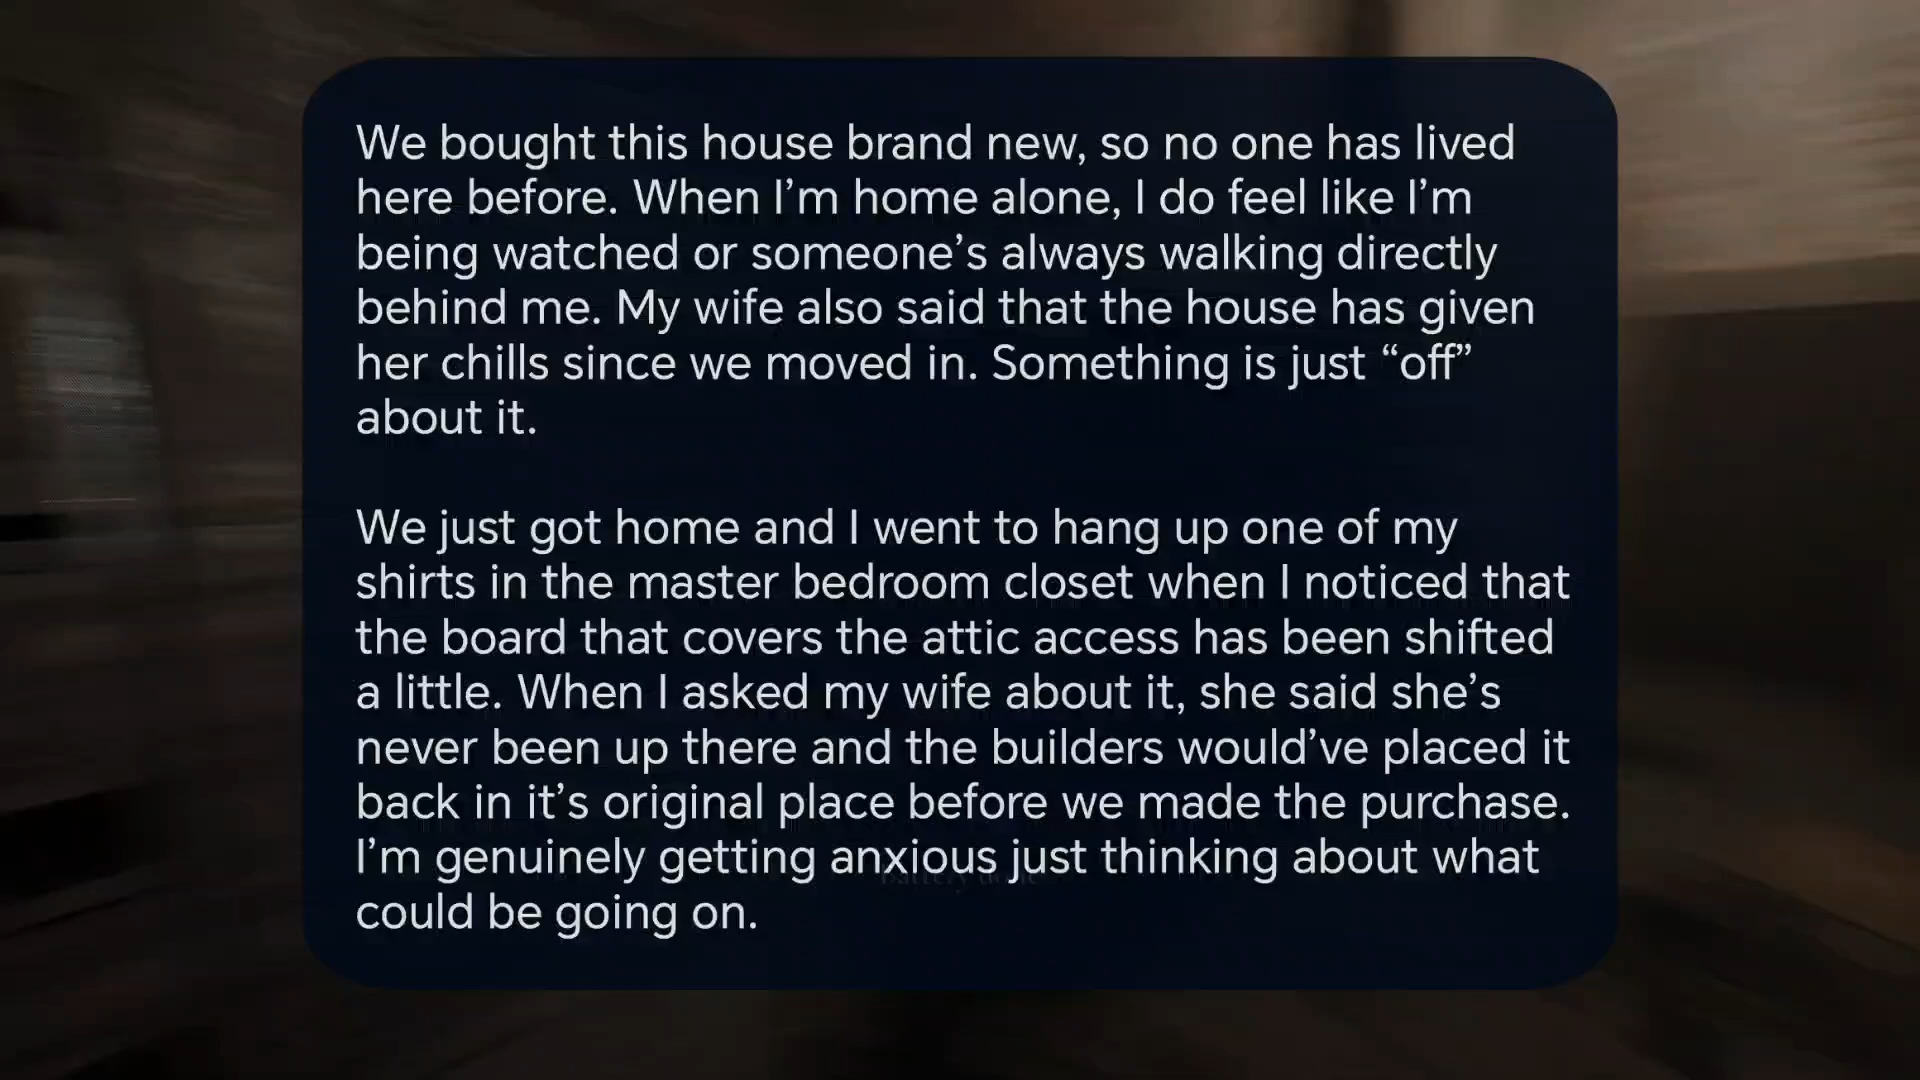 We bought this house brand new, so no one has lived
here before. When I’m home alone, I do feel like I’m
being watched or someone’s always walking directly
behind me. My wife also said that the house has given
her chills since we moved in. Something is just “off”
about it.
We just got home and I went to hang up one of my
shirts in the master bedroom closet when I noticed that
the board that covers the attic access has been shifted
a little. When I asked my wife about it, she said she’s
never been up there and the builders would’ve placed it
back in it’s original place before we made the purchase.
I’m genuinely getting anxious just thinking about what
could be going on.